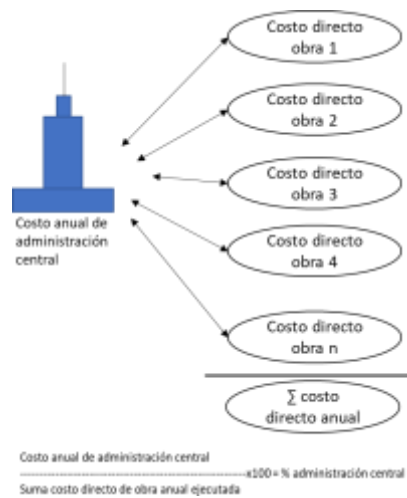 Costo directo
obra 1
Costo directo
obra 2
Costo directo
obra 3
Costo anual de
administración
central
Costo directo
obra 4
Costo directo
obra n
∑ costo
directo anual
Costo anual de administración central
------------------------------------------------x100 = % administración central
Suma costo directo de obra anual ejecutada